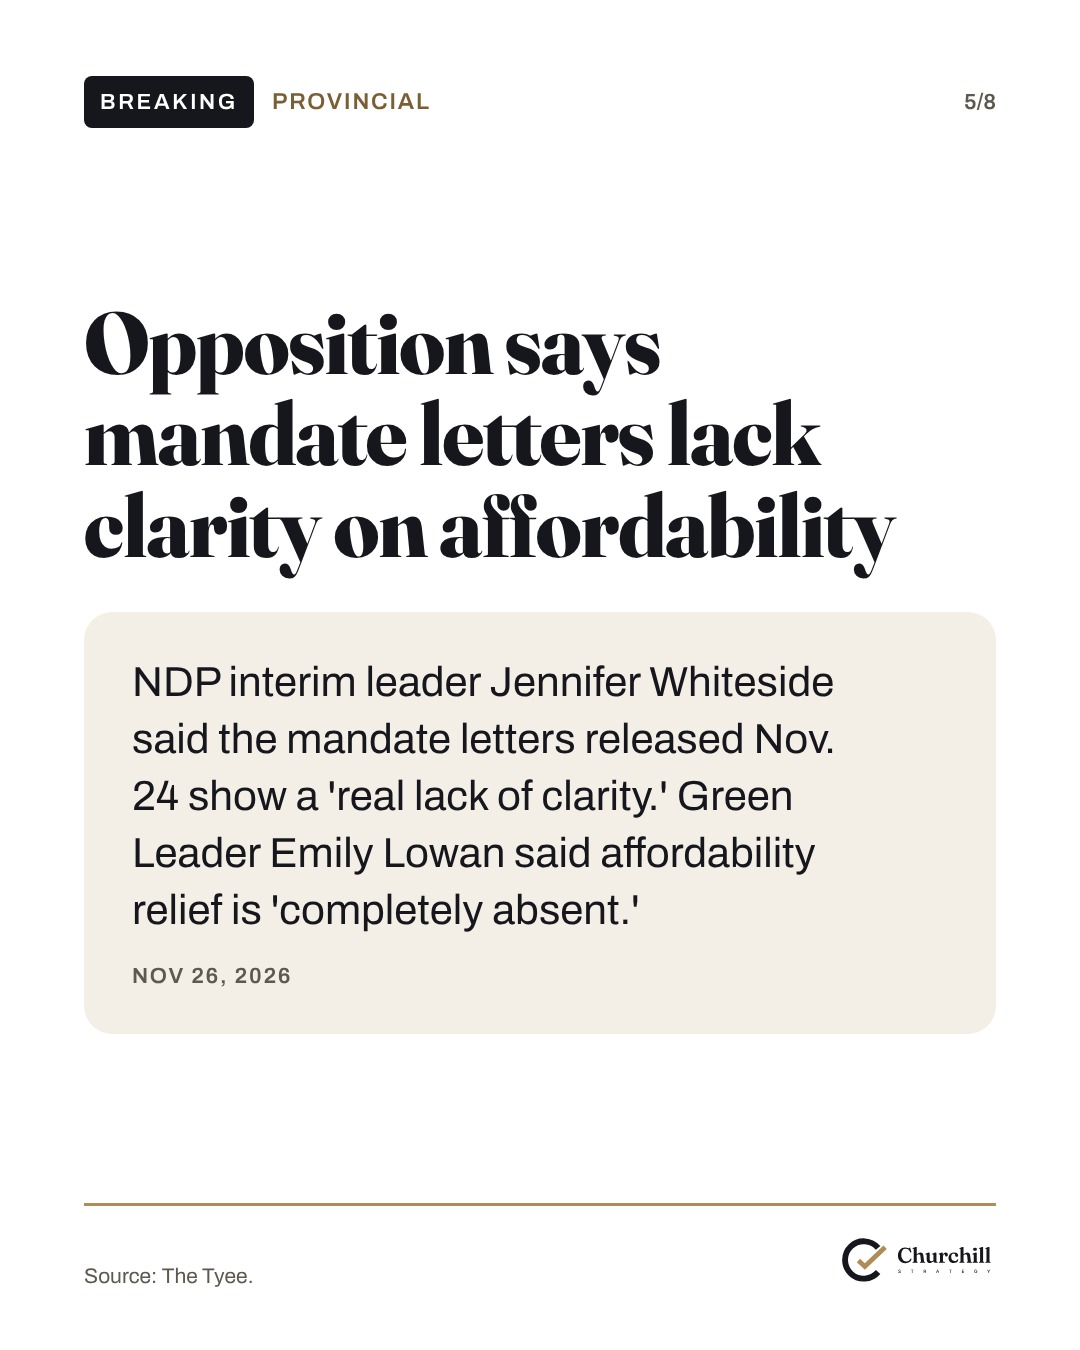 BREAKING PROVINCIAL 5/8
Opposition says
mandate letters lack
clarity on affordability
NDP interim leader Jennifer Whiteside
said the mandate letters released Nov.
24 show a 'real lack of clarity.' Green
Leader Emily Lowan said affordability
relief is 'completely absent.'
NOV 26, 2026
Source: The Tyee.
Churchill
STRATEGY